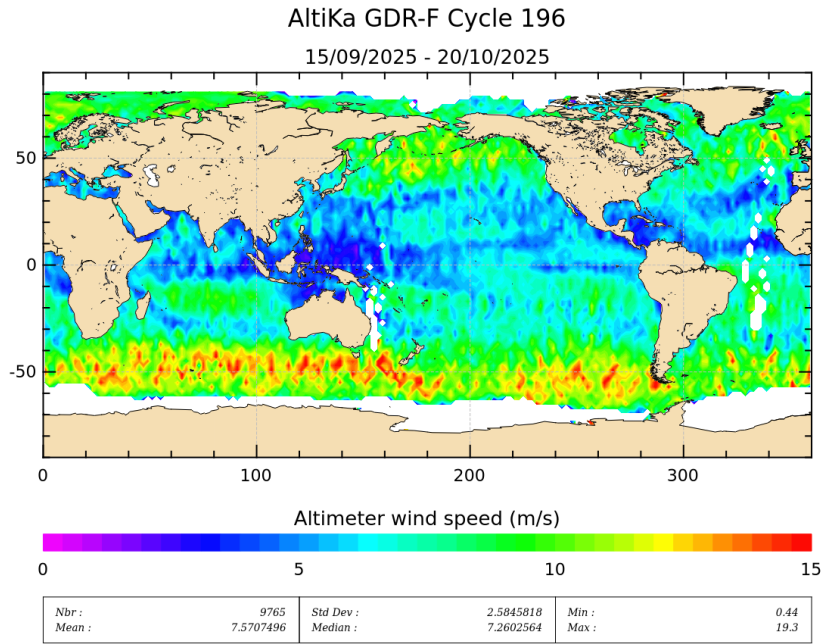 AltiKa GDR-F Cycle 196
15/09/2025 - 20/10/2025
50
0
-50
0 100 200 300
Altimeter wind speed (m/s)
0 5 10 15
Nbr : 9765 Std Dev : 2.5845818 Min : 0.44
Mean : 7.5707496 Median : 7.2602564 Max : 19.3